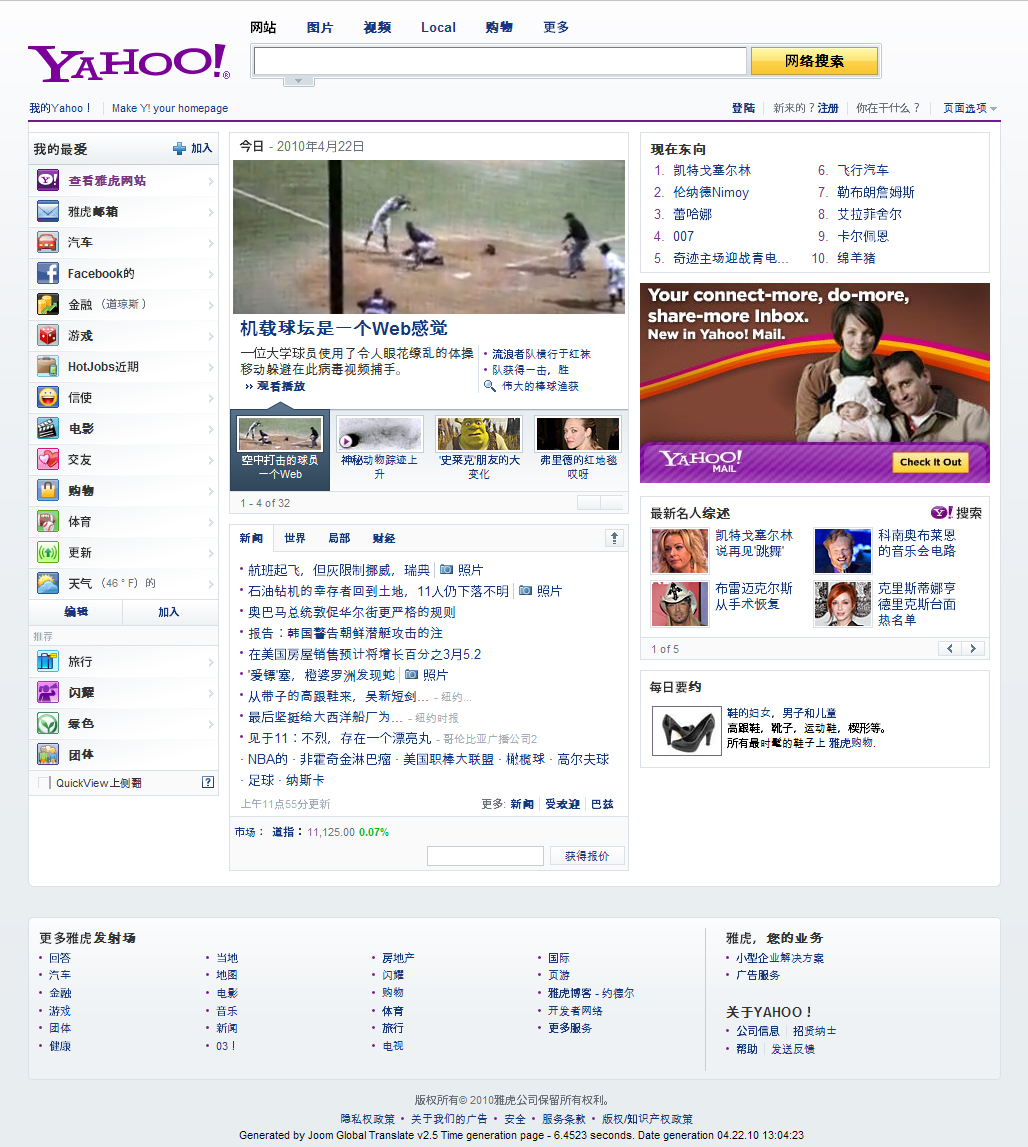 网站 图片 视频 Local 购物 更多
YAHOO!®
网络搜索
我的Yahoo！ Make Y! your homepage
登陆 新来的？注册 你在干什么？ 页面选项
我的最爱 加入
查看雅虎网站
雅虎邮箱
汽车
Facebook的
金融 （道琼斯）
游戏
HotJobs近期
信使
电影
交友
购物
体育
更新
天气 （46 ° F）的
编辑 加入
推荐
旅行
闪耀
绿色
团体
QuickView上侧翻 ?
今日 - 2010年4月22日
机载球坛是一个Web感觉
一位大学球员使用了令人眼花缭乱的体操
移动躲避在此病毒视频捕手。
» 观看播放
• 流浪者队横行于红袜
• 队获得一击，胜
伟大的棒球渔获
空中打击的球员
一个Web
神秘动物踪迹上
升
'史莱克'朋友的大
变化
弗里德的红地毯
哎呀
1 - 4 of 32
新闻 世界 局部 财经
• 航班起飞，但灰限制挪威，瑞典 照片
• 石油钻机的幸存者回到土地，11人仍下落不明 照片
• 奥巴马总统敦促华尔街更严格的规则
• 报告：韩国警告朝鲜潜艇攻击的注
• 在美国房屋销售预计将增长百分之3月5.2
• '爱镖'塞，橙婆罗洲发现蛇 照片
• 从带子的高跟鞋来，吴新短剑... - 纽约...
• 最后坚挺给大西洋船厂为... - 纽约时报
• 见于11：不烈，存在一个漂亮丸 - 哥伦比亚广播公司2
· NBA的 · 非霍奇金淋巴瘤 · 美国职棒大联盟 · 橄榄球 · 高尔夫球
· 足球 · 纳斯卡
上午11点55分更新
更多: 新闻 受欢迎 巴兹
市场： 道指： 11,125.00 0.07%
获得报价
现在东向
1. 凯特戈塞尔林
2. 伦纳德Nimoy
3. 蕾哈娜
4. 007
5. 奇迹主场迎战青电...
6. 飞行汽车
7. 勒布朗詹姆斯
8. 艾拉菲舍尔
9. 卡尔佩恩
10. 绵羊猪
Your connect-more, do-more,
share-more Inbox.
New in Yahoo! Mail.
YAHOO!
MAIL
Check It Out
最新名人综述 Y! 搜索
凯特戈塞尔林
说再见'跳舞'
科南奥布莱恩
的音乐会电路
布雷迈克尔斯
从手术恢复
克里斯蒂娜亨
德里克斯台面
热名单
1 of 5
每日要约
鞋的妇女，男子和儿童
高跟鞋，靴子，运动鞋，楔形等。
所有最时髦的鞋子上 雅虎购物.
更多雅虎发射场
• 回答
• 汽车
• 金融
• 游戏
• 团体
• 健康
• 当地
• 地图
• 电影
• 音乐
• 新闻
• 03！
• 房地产
• 闪耀
• 购物
• 体育
• 旅行
• 电视
• 国际
• 页游
• 雅虎博客 - 约德尔
• 开发者网络
• 更多服务
雅虎，您的业务
• 小型企业解决方案
• 广告服务
关于YAHOO！
• 公司信息 招贤纳士
• 帮助 发送反馈
版权所有© 2010雅虎公司保留所有权利。
隐私权政策 • 关于我们的广告 • 安全 • 服务条款 • 版权/知识产权政策
Generated by Joom Global Translate v2.5 Time generation page - 6.4523 seconds. Date generation 04.22.10 13:04:23